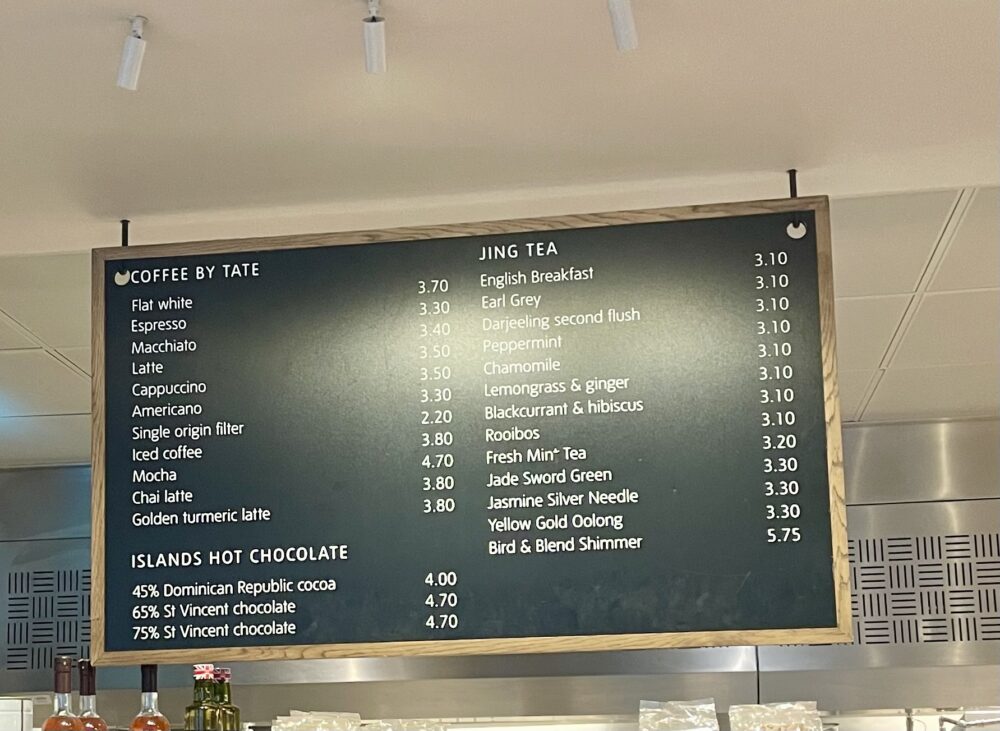 COFFEE BY TATE
Flat white 3.70
Espresso 3.30
Macchiato 3.40
Latte 3.50
Cappuccino 3.50
Americano 3.30
Single origin filter 2.20
Iced coffee 3.80
Mocha 4.70
Chai latte 3.80
Golden turmeric latte 3.80
ISLANDS HOT CHOCOLATE
45% Dominican Republic cocoa 4.00
65% St Vincent chocolate 4.70
75% St Vincent chocolate 4.70
JING TEA
English Breakfast 3.10
Earl Grey 3.10
Darjeeling second flush 3.10
Peppermint 3.10
Chamomile 3.10
Lemongrass & ginger 3.10
Blackcurrant & hibiscus 3.10
Rooibos 3.10
Fresh Mint Tea 3.20
Jade Sword Green 3.30
Jasmine Silver Needle 3.30
Yellow Gold Oolong 3.30
Bird & Blend Shimmer 5.75